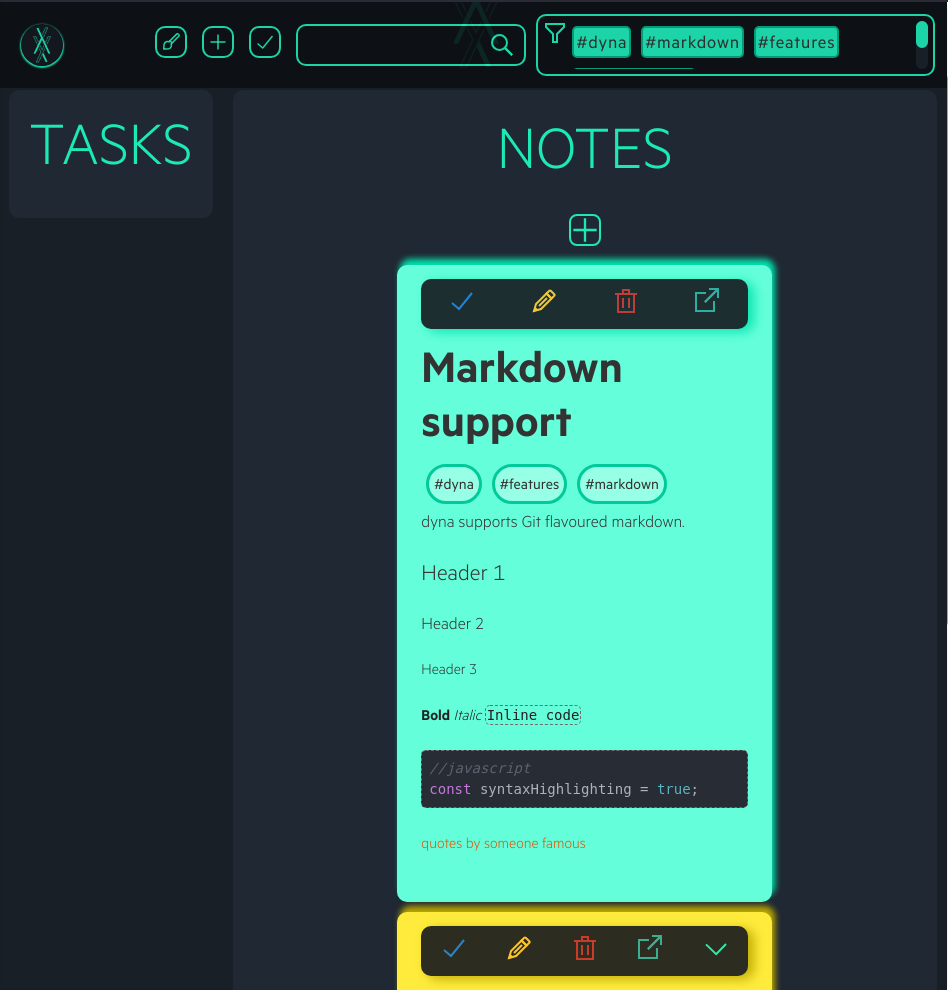 #dyna #markdown #features
TASKS
NOTES
Markdown
support
#dyna #features #markdown
dyna supports Git flavoured markdown.
Header 1
Header 2
Header 3
Bold Italic Inline code
//javascript
const syntaxHighlighting = true;
quotes by someone famous